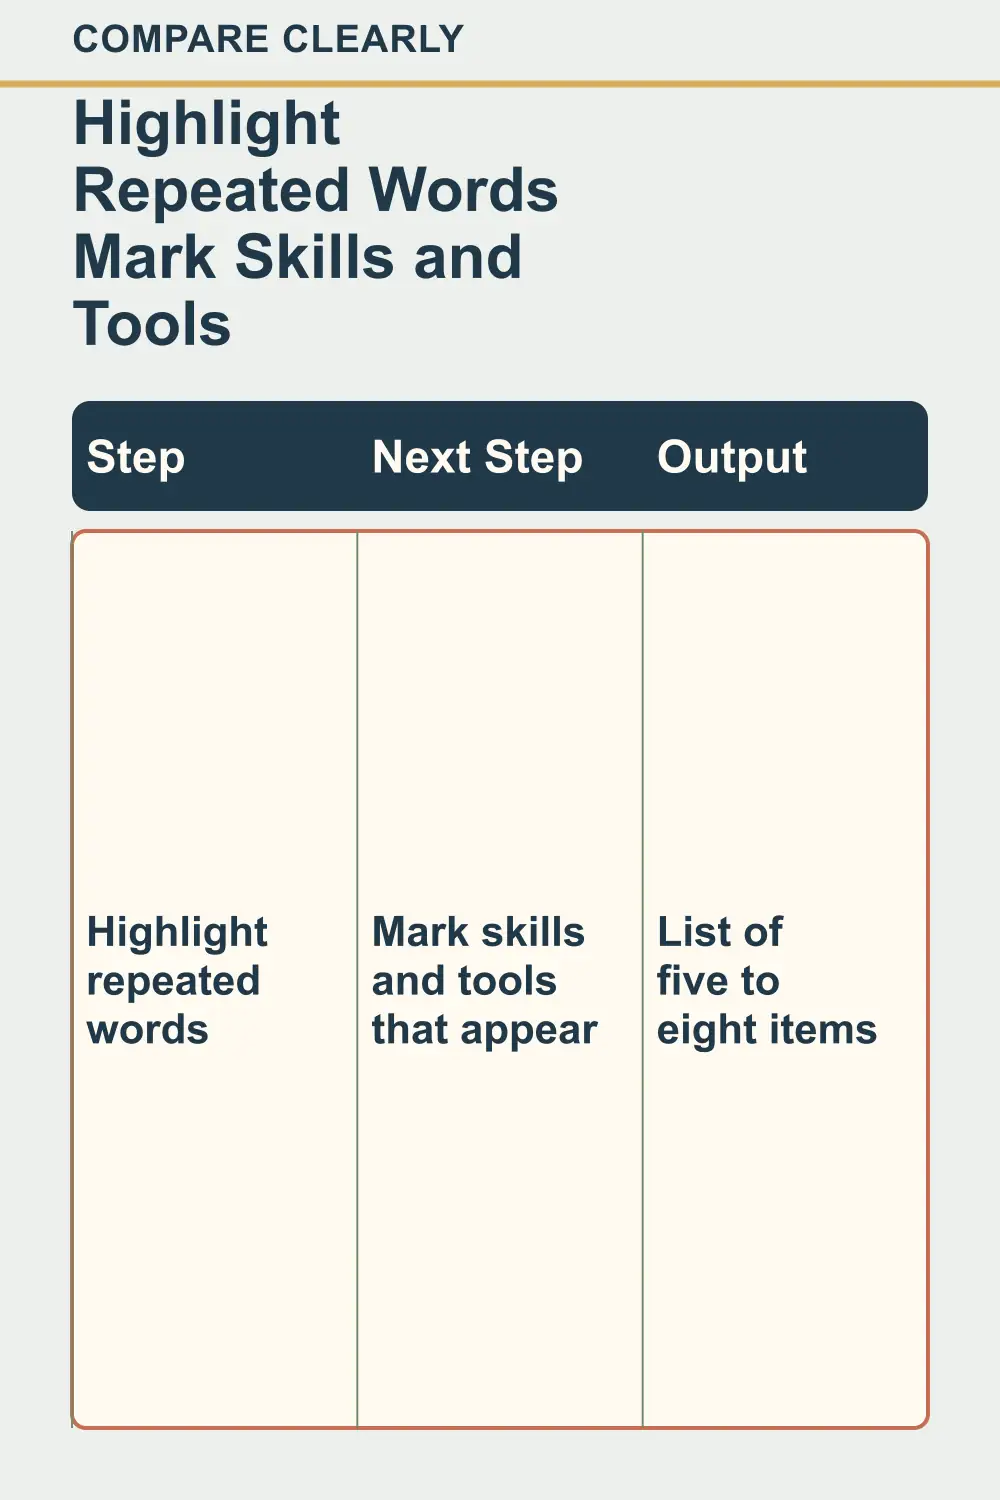 COMPARE CLEARLY
Highlight
Repeated Words
Mark Skills and
Tools
Step
Next Step
Output
Highlight
repeated
words
Mark skills
and tools
that appear
List of
five to
eight items